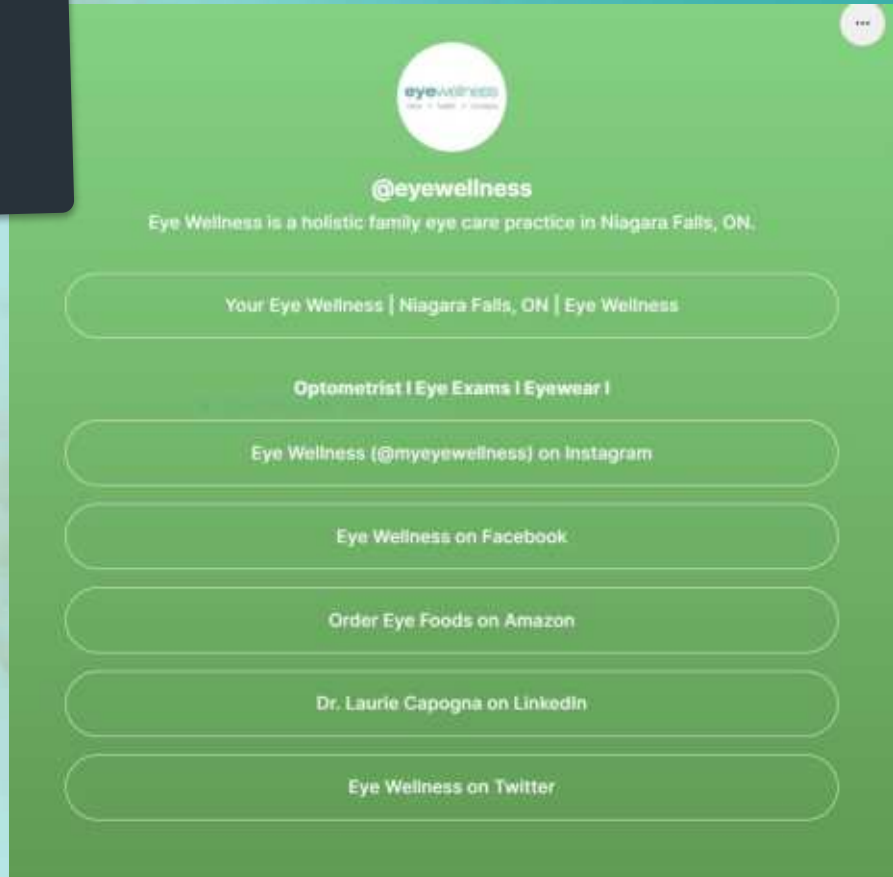 eyewellness
@eyewellness
Eye Wellness is a holistic family eye care practice in Niagara Falls, ON.
Your Eye Wellness | Niagara Falls, ON | Eye Wellness
Optometrist I Eye Exams I Eyewear I
Eye Wellness (@myeyewellness) on Instagram
Eye Wellness on Facebook
Order Eye Foods on Amazon
Dr. Laurie Capogna on LinkedIn
Eye Wellness on Twitter